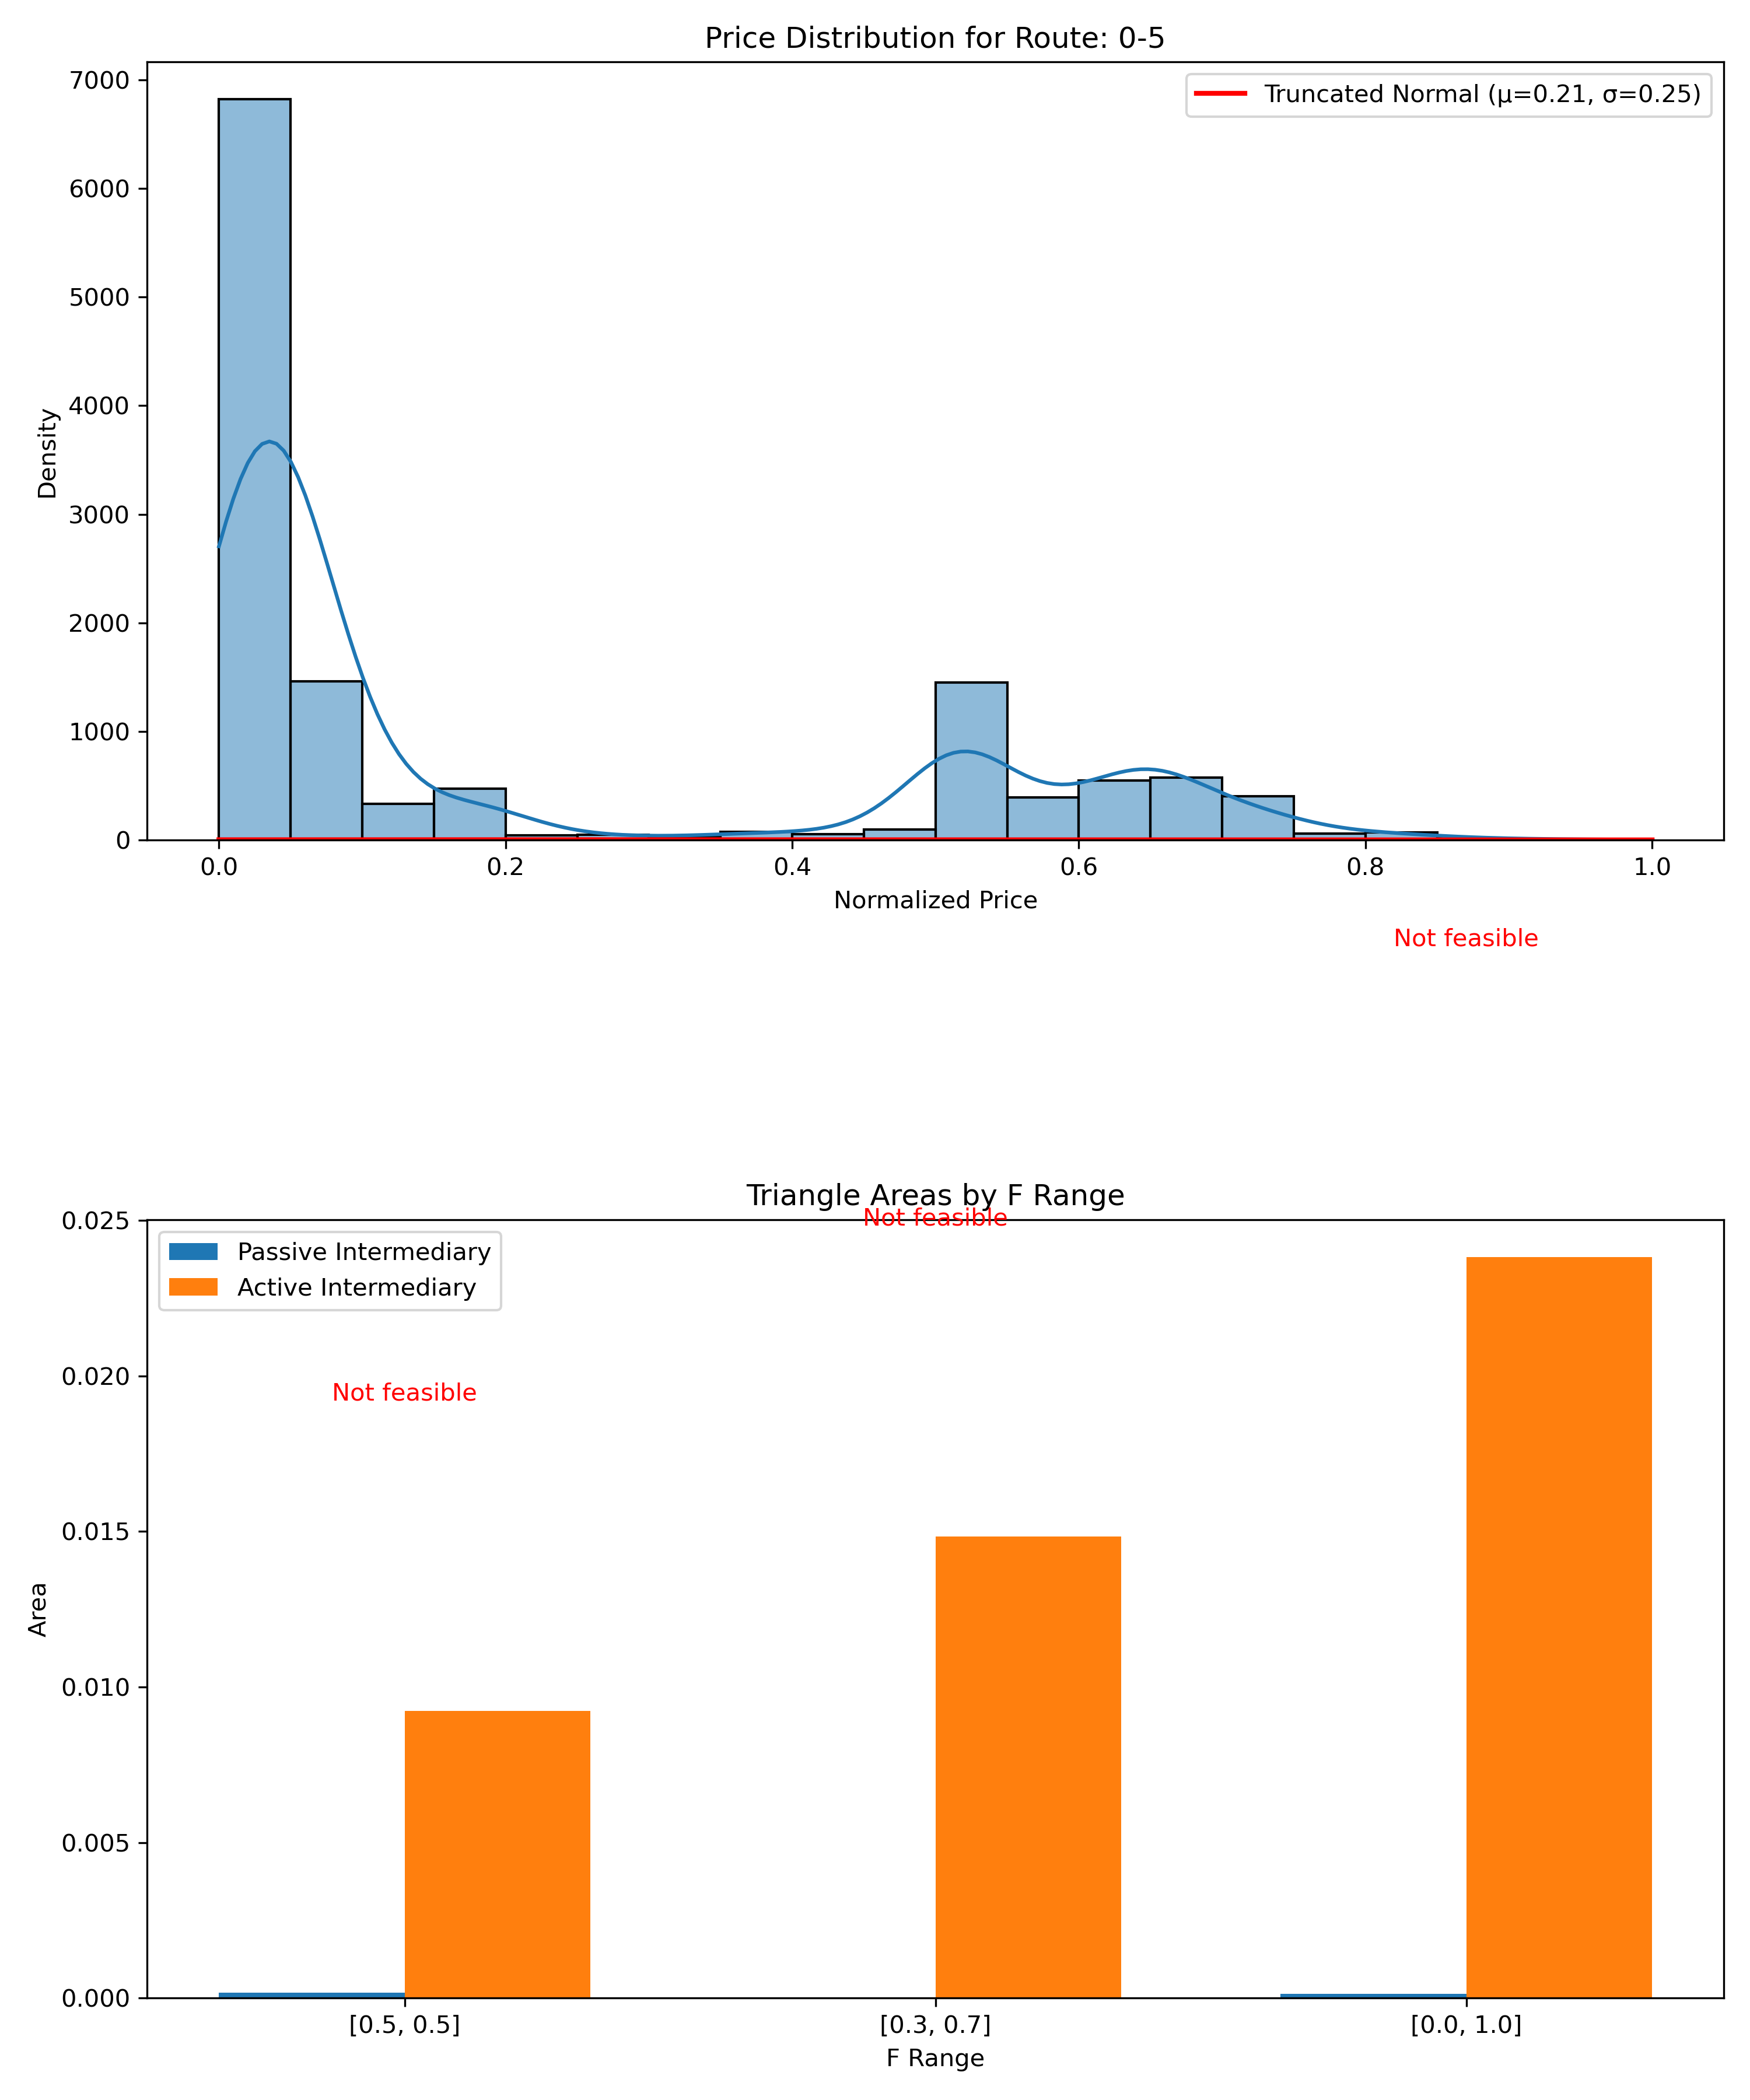 Price Distribution for Route: 0-5
Truncated Normal (μ=0.21, σ=0.25)
7000
6000
5000
4000
3000
2000
1000
0
Density
0.0 0.2 0.4 0.6 0.8 1.0
Normalized Price
Not feasible
Triangle Areas by F Range
Not feasible
Passive Intermediary
Active Intermediary
Not feasible
0.025
0.020
0.015
0.010
0.005
0.000
Area
[0.5, 0.5] [0.3, 0.7] [0.0, 1.0]
F Range